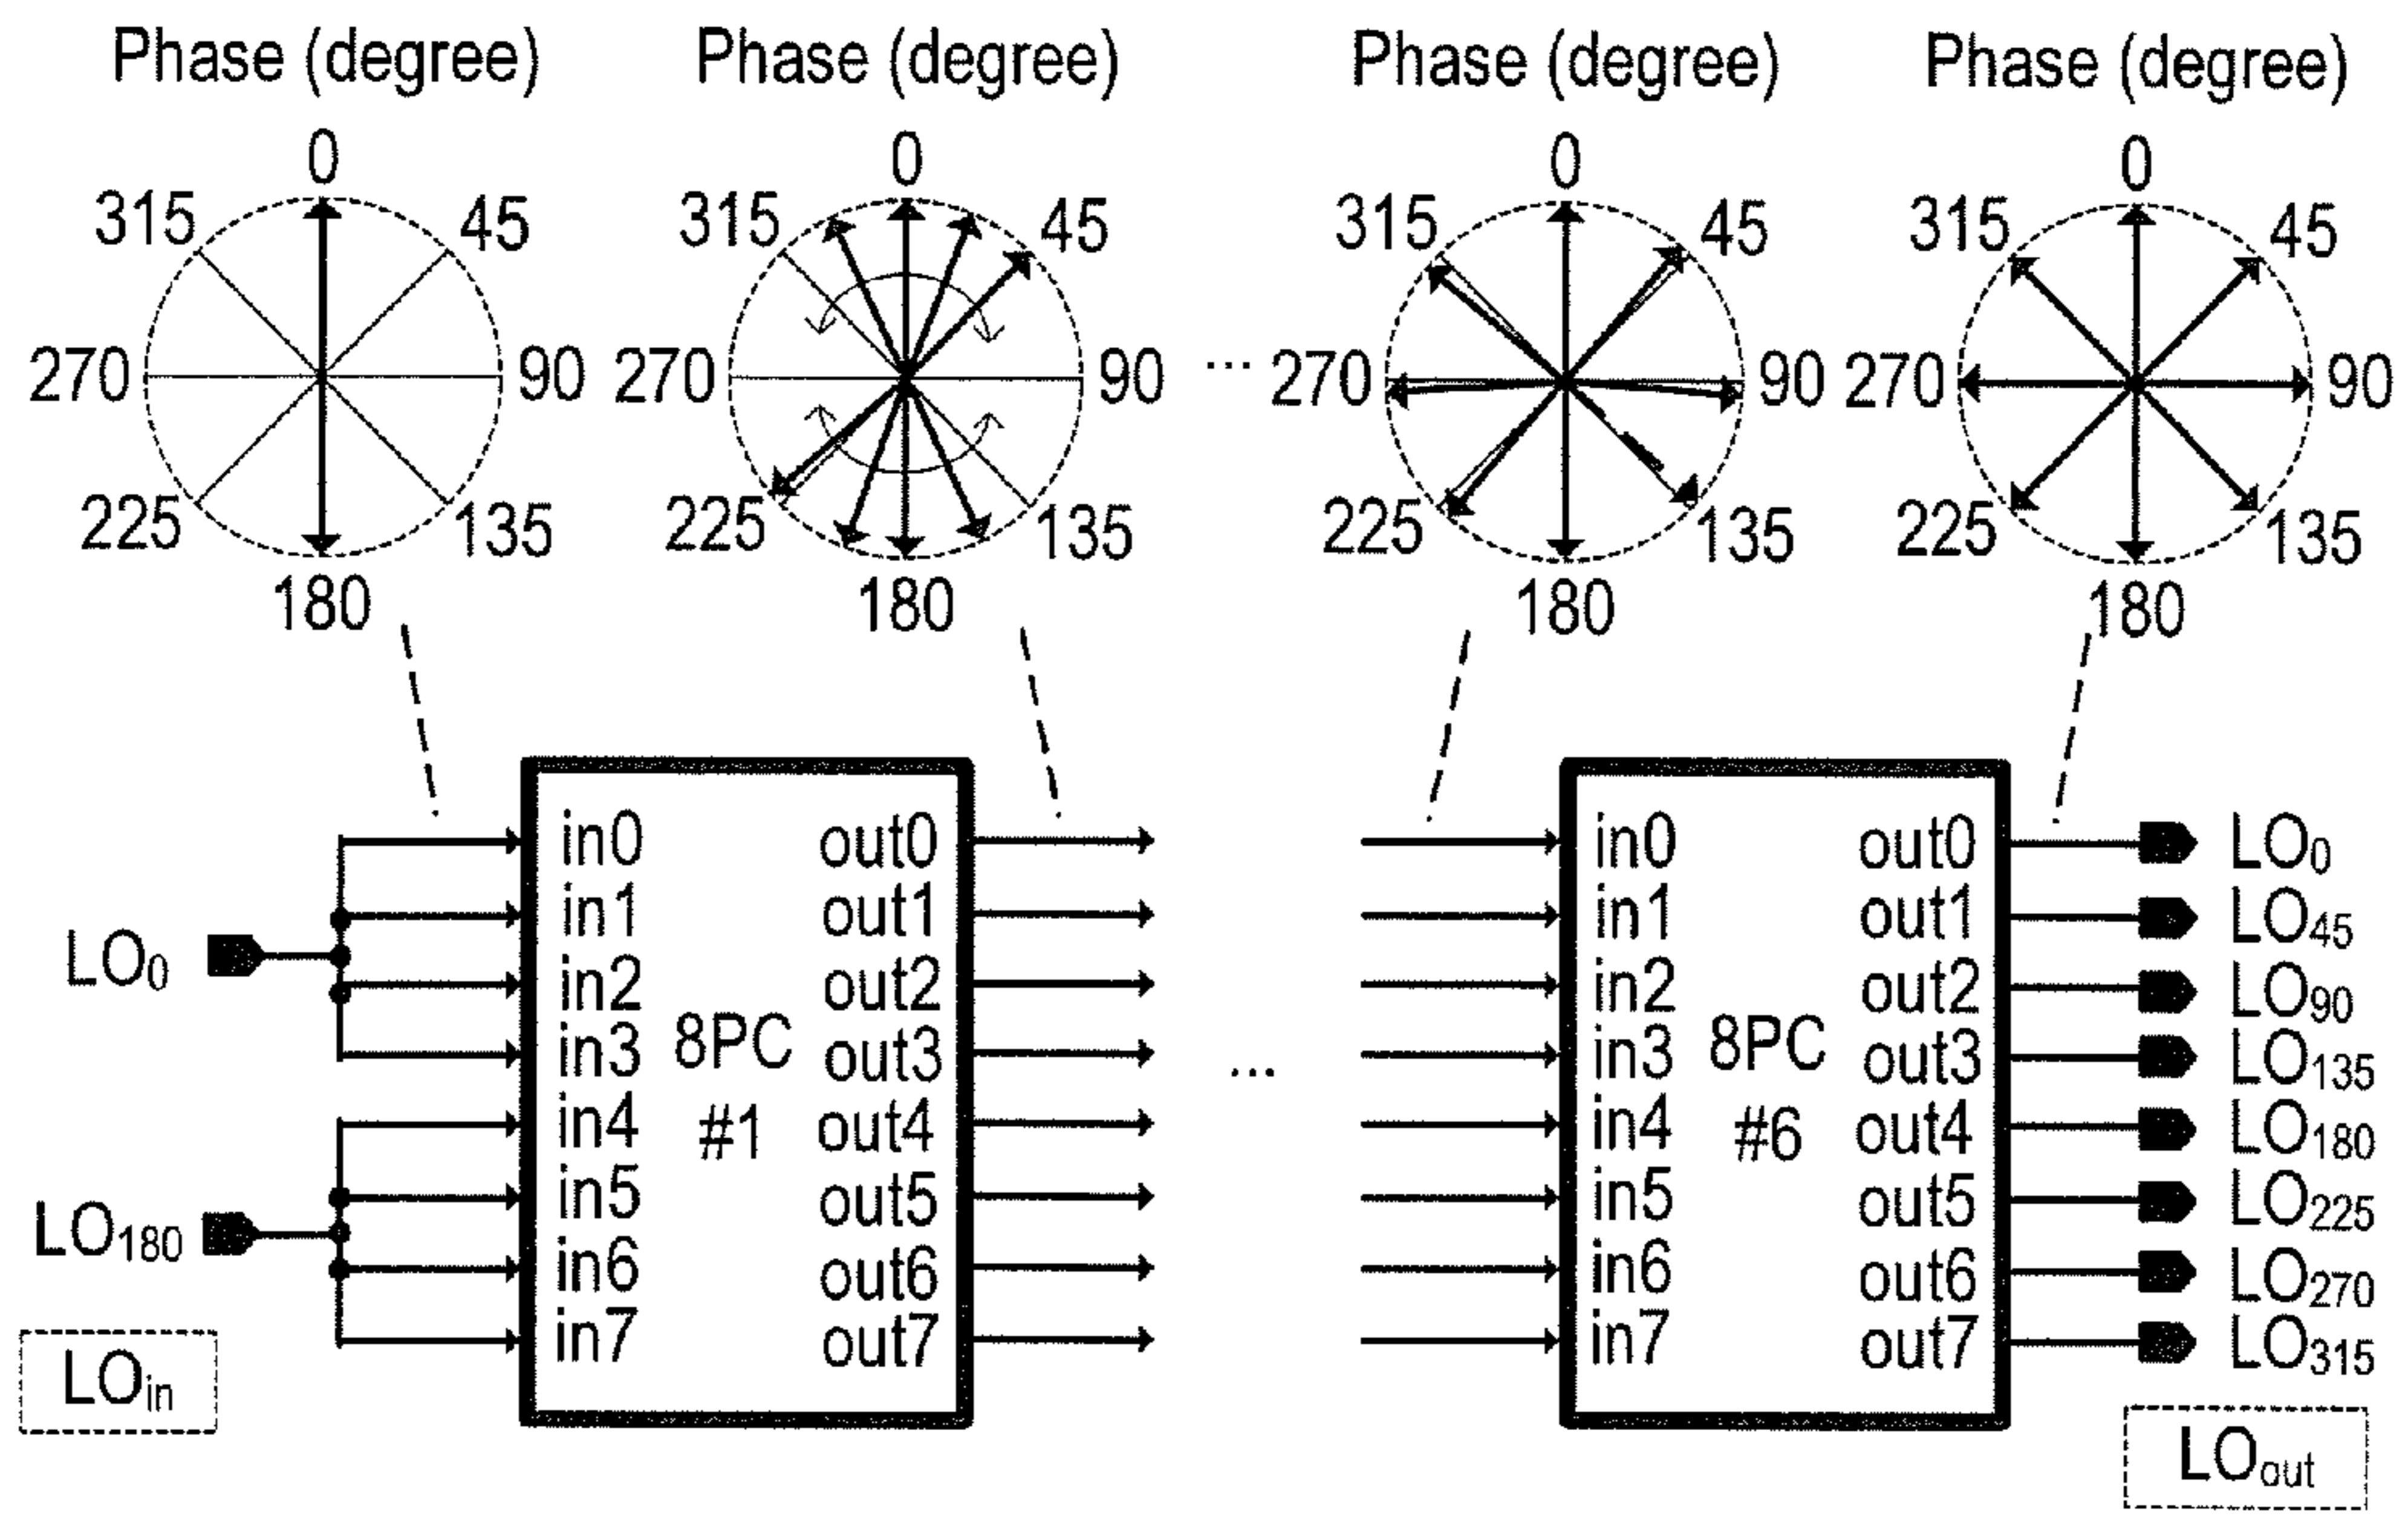 Phase (degree) Phase (degree) Phase (degree) Phase (degree)
0 0 0 0
315 45 315 45 315 45 315 45
270 90 270 90 ... 270 90 270 90
225 135 225 135 225 135 225 135
180 180 180 180
in0 out0 in0 out0 LO0
in1 out1 in1 out1 LO45
LO0
in2 out2 in2 out2 LO90
in3 8PC out3 ... in3 8PC out3 LO135
in4 #1 out4 in4 #6 out4 LO180
in5 out5 in5 out5 LO225
LO180
in6 out6 in6 out6 LO270
in7 out7 in7 out7 LO315
LOin
LOout